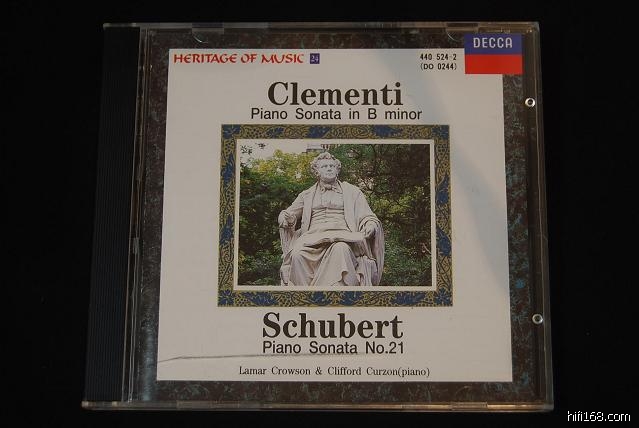 HERITAGE OF MUSIC 24
440 524-2
(DO 0244)
DECCA
Clementi
Piano Sonata in B minor
Schubert
Piano Sonata No.21
Lamar Crowson & Clifford Curzon(piano)
hifi168.com